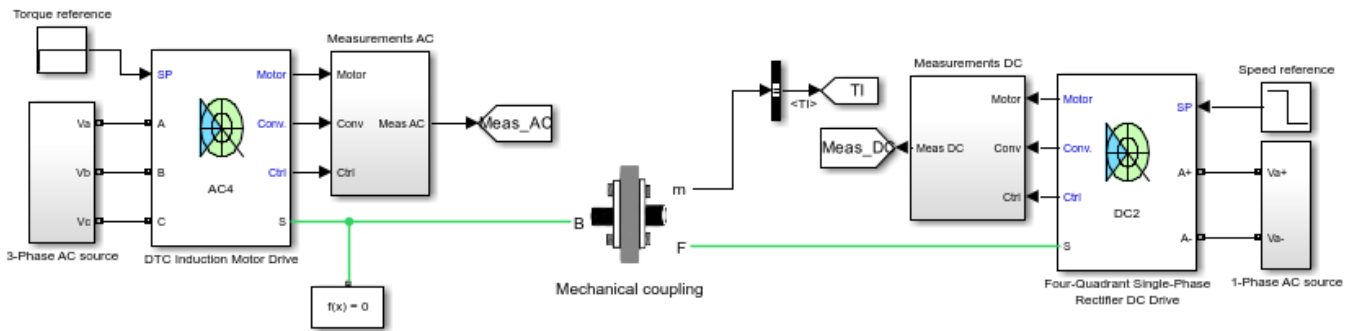 Torque reference
SP
Motor
A
Conv.
B
Ctrl
AC4
C
S
DTC Induction Motor Drive
Va
Vb
Vc
3-Phase AC source
Measurements AC
Motor
Conv
Meas AC
Ctrl
Meas_AC
f(x) = 0
B
m
F
Mechanical coupling
<TI>
TI
Meas_DC
Measurements DC
Motor
Meas DC
Conv
Ctrl
Motor
SP
Conv.
A+
Ctrl
DC2
S
A-
Four-Quadrant Single-Phase
Rectifier DC Drive
Speed reference
Va+
Va-
1-Phase AC source